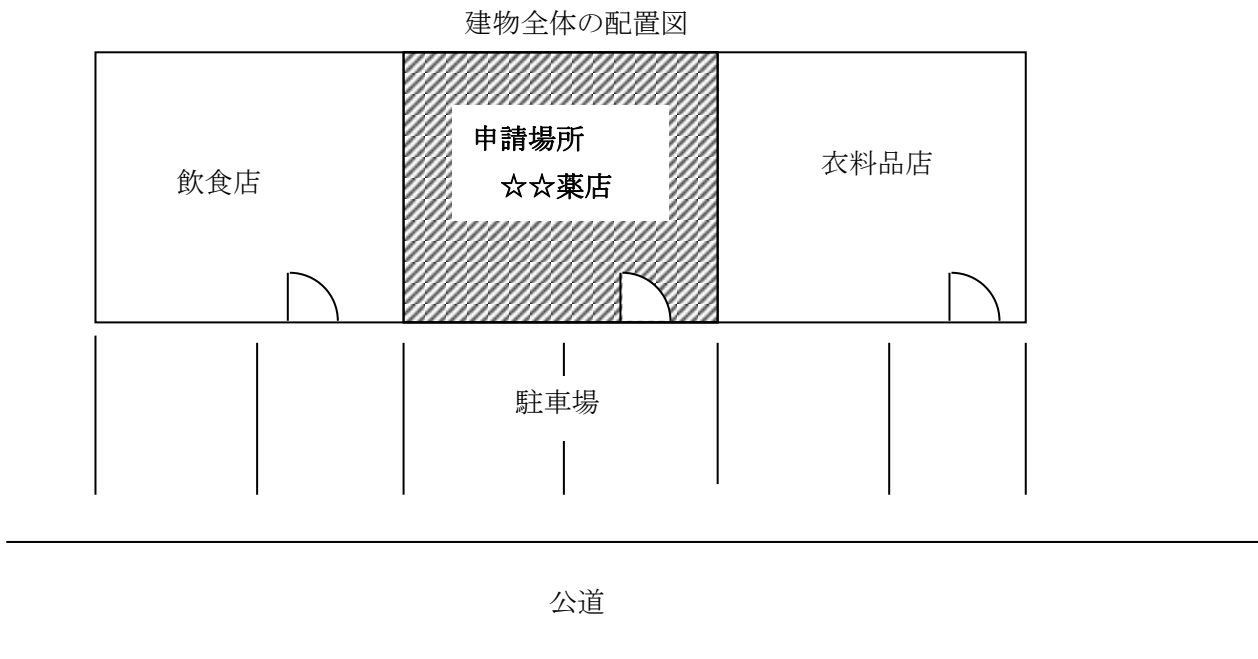 建物全体の配置図
申請場所
☆☆薬店
飲食店
衣料品店
駐車場
公道